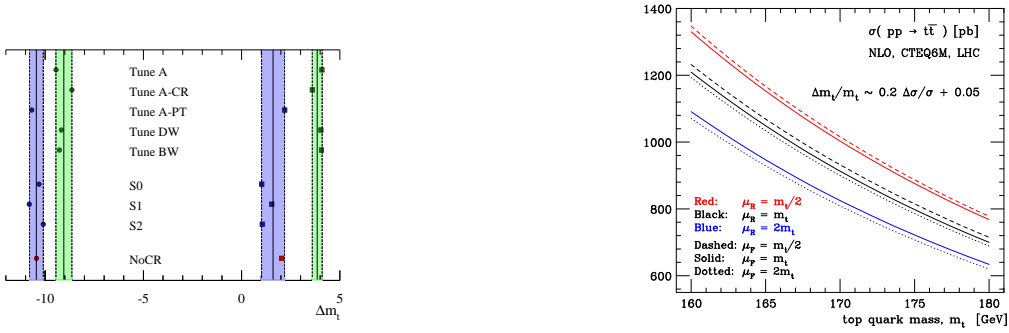 Tune A
Tune A-CR
Tune A-PT
Tune DW
Tune BW
S0
S1
S2
NoCR
-10 -5 0 5
Δm_t
1400
1200
1000
800
600
σ( pp → tt̅ ) [pb]
NLO, CTEQ6M, LHC
Δm_t/m_t ~ 0.2 Δσ/σ + 0.05
Red: μ_R = m_t/2
Black: μ_R = m_t
Blue: μ_R = 2m_t
Dashed: μ_F = m_t/2
Solid: μ_F = m_t
Dotted: μ_F = 2m_t
160 165 170 175 180
top quark mass, m_t [GeV]